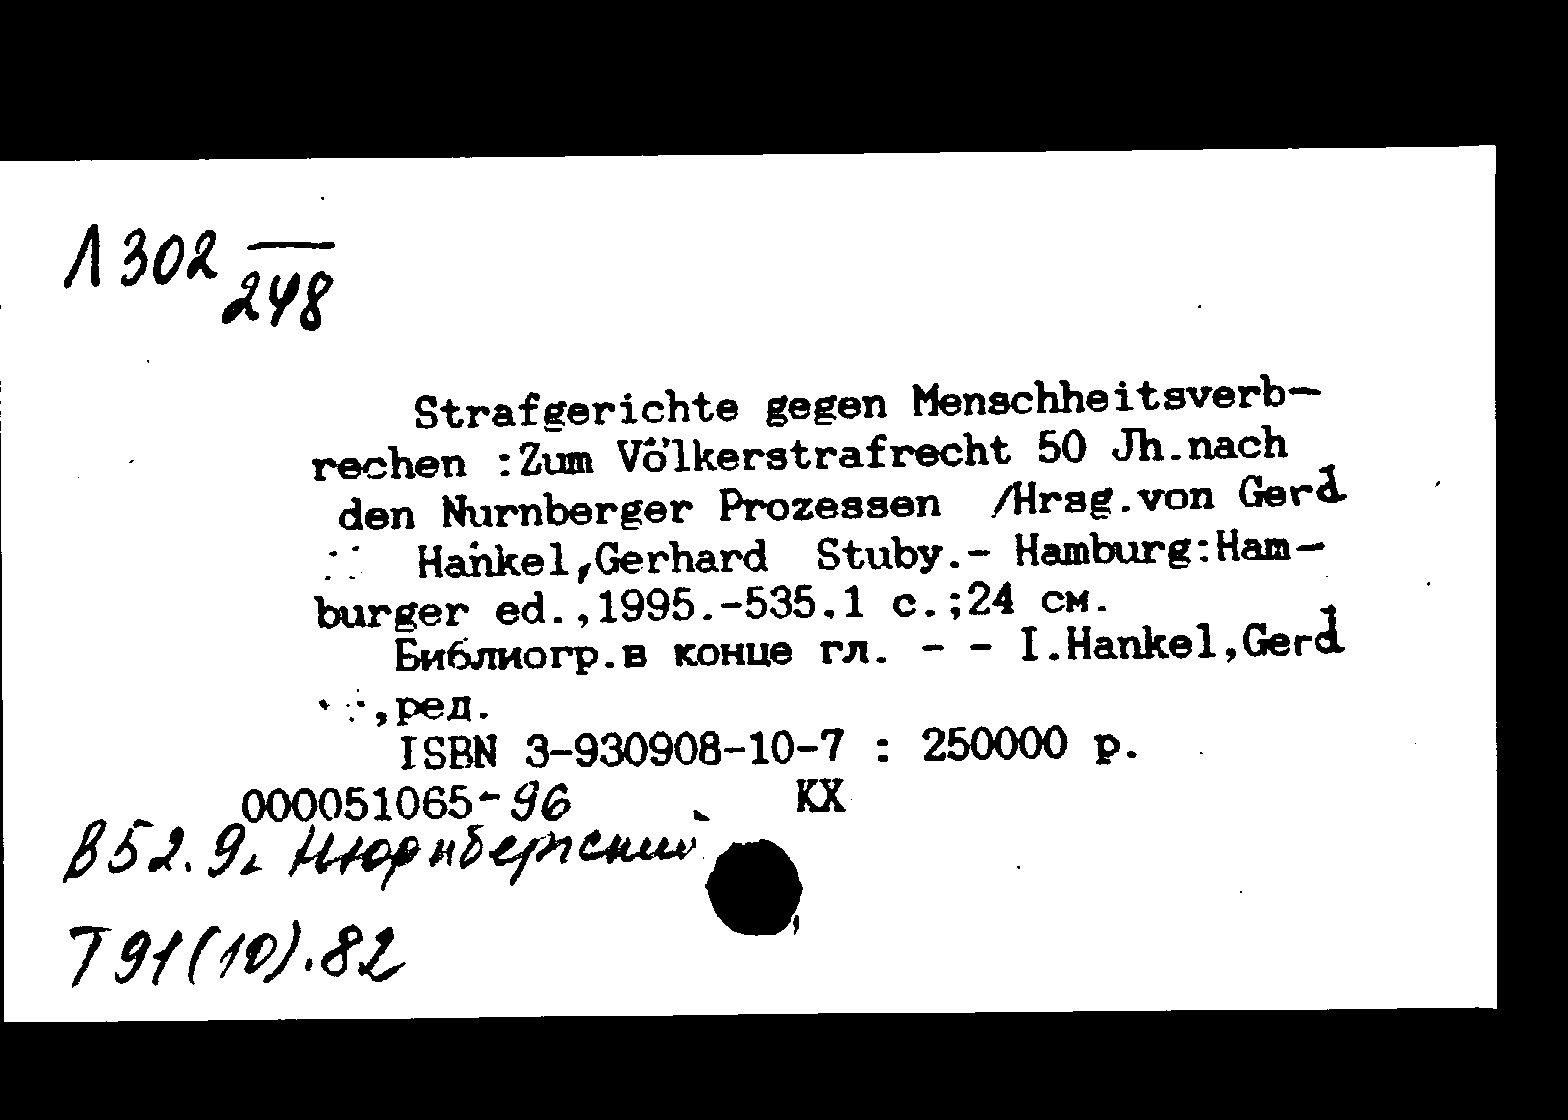 Л302 248
Strafgerichte gegen Menschheitsverb-
rechen :Zum Völkerstrafrecht 50 Jh.nach
den Nurnberger Prozessen /Hrsg.von Gerd
Hankel,Gerhard Stuby.- Hamburg:Ham-
burger ed.,1995.-535.1 с.;24 см.
Библиогр.в конце гл. - - I.Hankel,Gerd
,ред.
ISBN 3-930908-10-7 : 250000 р.
000051065-96 КХ
В52.9 Нюрнбергский
Т91(10).82